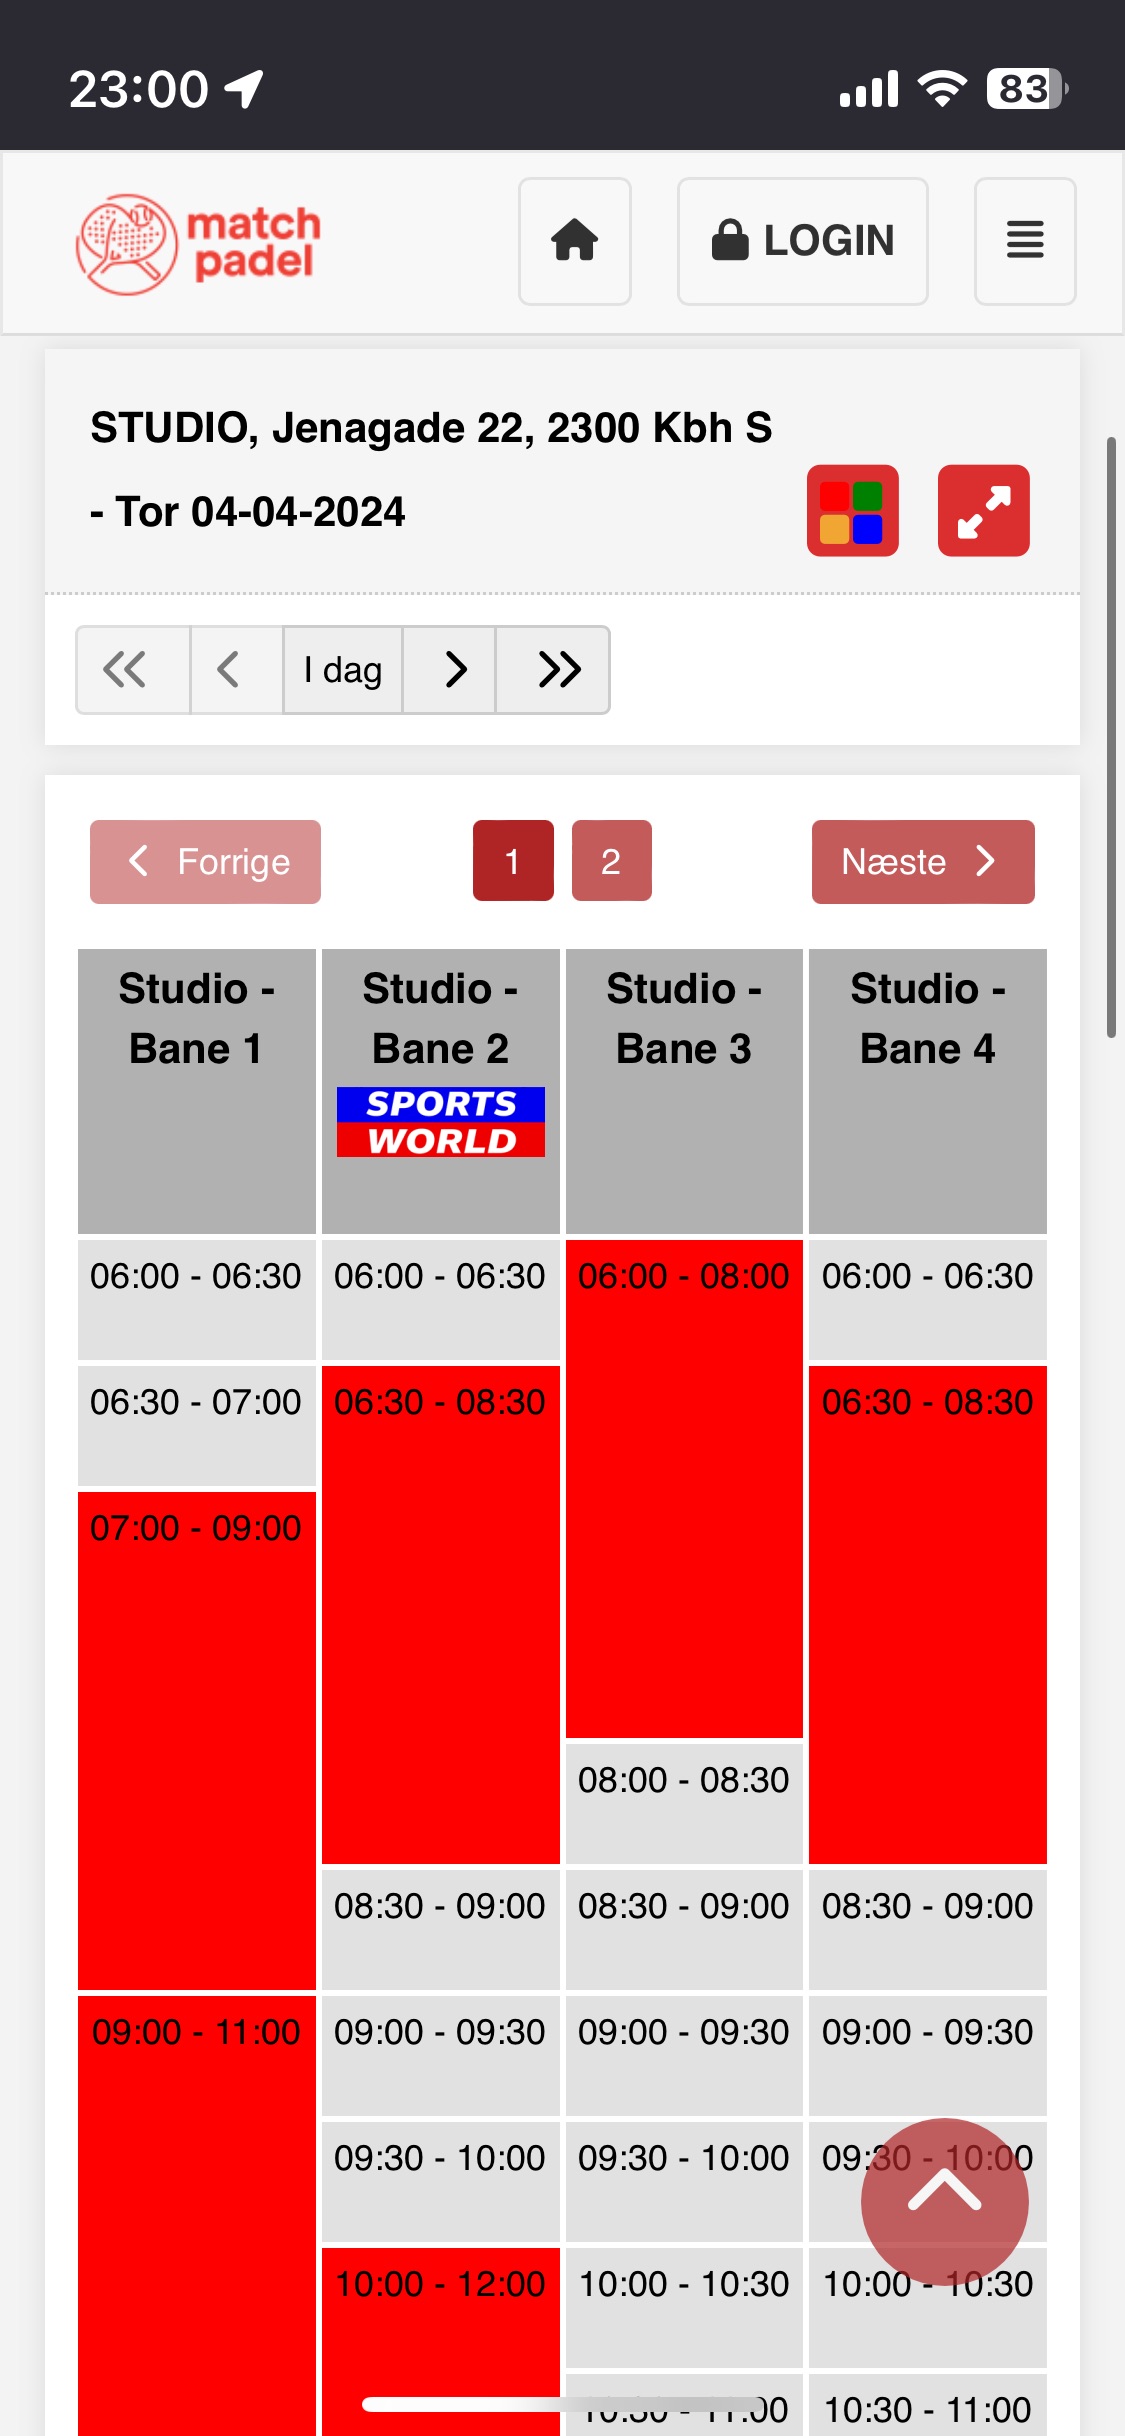 23:00
83
match
padel
LOGIN
STUDIO, Jenagade 22, 2300 Kbh S
- Tor 04-04-2024
I dag
Forrige
1
2
Næste
Studio -
Bane 1
Studio -
Bane 2
SPORTS
WORLD
Studio -
Bane 3
Studio -
Bane 4
06:00 - 06:30
06:00 - 06:30
06:00 - 08:00
06:00 - 06:30
06:30 - 07:00
06:30 - 08:30
06:30 - 08:30
07:00 - 09:00
08:00 - 08:30
08:30 - 09:00
08:30 - 09:00
08:30 - 09:00
09:00 - 11:00
09:00 - 09:30
09:00 - 09:30
09:00 - 09:30
09:30 - 10:00
09:30 - 10:00
09:30 - 10:00
10:00 - 12:00
10:00 - 10:30
10:00 - 10:30
10:30 - 11:00
10:30 - 11:00